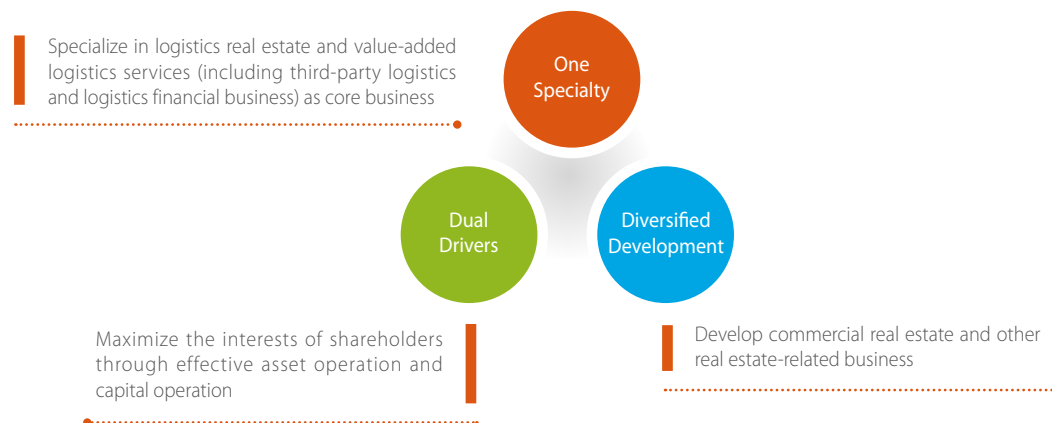 Specialize in logistics real estate and value-added
logistics services (including third-party logistics
and logistics financial business) as core business
One
Specialty
Dual
Drivers
Diversified
Development
Maximize the interests of shareholders
through effective asset operation and
capital operation
Develop commercial real estate and other
real estate-related business